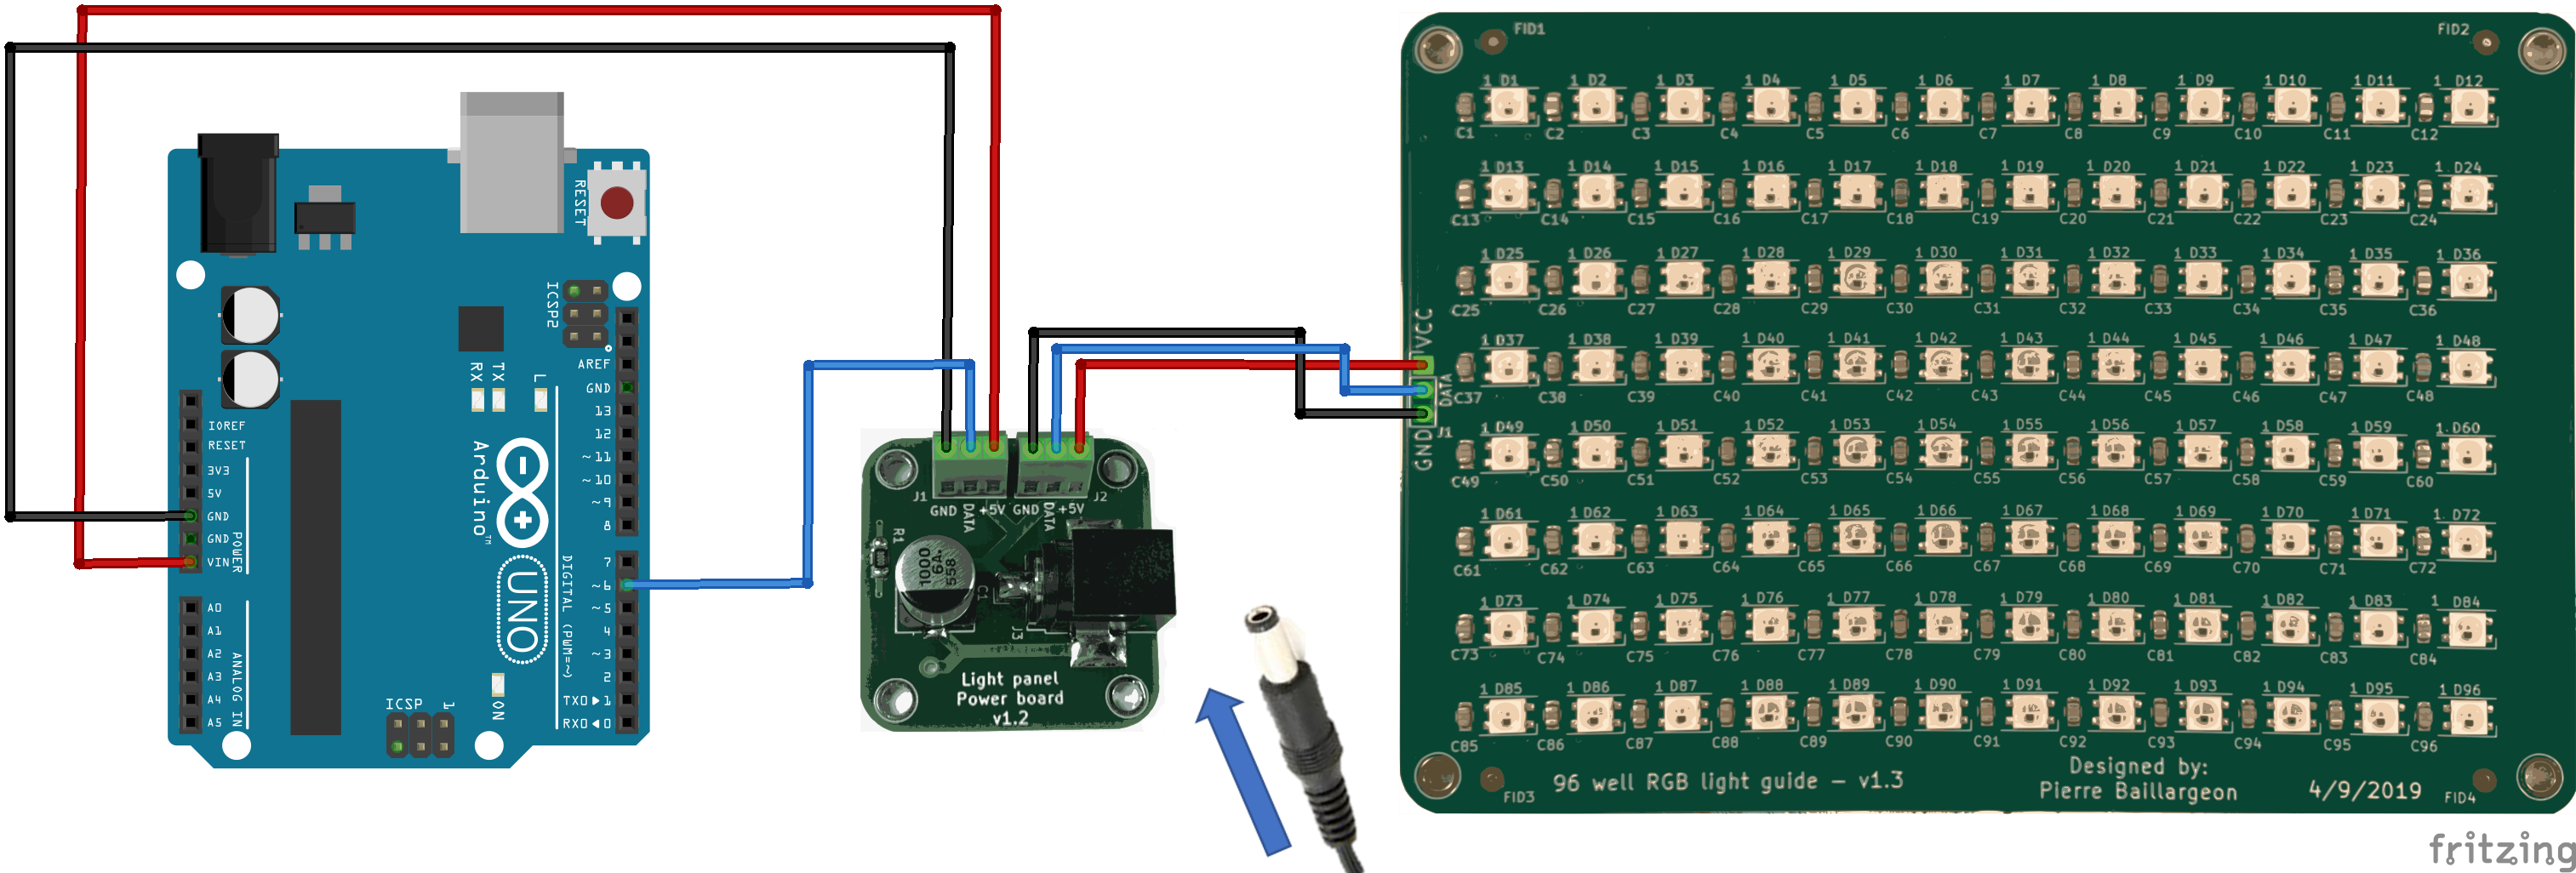 RESET
ICSP2
AREF
GND
13
12
~11
~10
~9
8
7
~6
~5
4
~3
2
TX0▶1
RX0◀0
RX
TX
L
IOREF
RESET
3V3
5V
GND
GND
VIN
POWER
A0
A1
A2
A3
A4
A5
ANALOG IN
Arduino™
UNO
DIGITAL (PWM=~)
ICSP
1
ON
J1
J2
GND DATA +5V GND DATA +5V
R1
1000
6A.
558
C1
J3
Light panel
Power board
v1.2
FID1
FID2
1 D1 1 D2 1 D3 1 D4 1 D5 1 D6 1 D7 1 D8 1 D9 1 D10 1 D11 1 D12
C1 C2 C3 C4 C5 C6 C7 C8 C9 C10 C11 C12
1 D13 1 D14 1 D15 1 D16 1 D17 1 D18 1 D19 1 D20 1 D21 1 D22 1 D23 1 D24
C13 C14 C15 C16 C17 C18 C19 C20 C21 C22 C23 C24
1 D25 1 D26 1 D27 1 D28 1 D29 1 D30 1 D31 1 D32 1 D33 1 D34 1 D35 1 D36
C25 C26 C27 C28 C29 C30 C31 C32 C33 C34 C35 C36
VCC
DATA
GND
J1
1 D37 1 D38 1 D39 1 D40 1 D41 1 D42 1 D43 1 D44 1 D45 1 D46 1 D47 1 D48
C37 C38 C39 C40 C41 C42 C43 C44 C45 C46 C47 C48
1 D49 1 D50 1 D51 1 D52 1 D53 1 D54 1 D55 1 D56 1 D57 1 D58 1 D59 1 D60
C49 C50 C51 C52 C53 C54 C55 C56 C57 C58 C59 C60
1 D61 1 D62 1 D63 1 D64 1 D65 1 D66 1 D67 1 D68 1 D69 1 D70 1 D71 1 D72
C61 C62 C63 C64 C65 C66 C67 C68 C69 C70 C71 C72
1 D73 1 D74 1 D75 1 D76 1 D77 1 D78 1 D79 1 D80 1 D81 1 D82 1 D83 1 D84
C73 C74 C75 C76 C77 C78 C79 C80 C81 C82 C83 C84
1 D85 1 D86 1 D87 1 D88 1 D89 1 D90 1 D91 1 D92 1 D93 1 D94 1 D95 1 D96
C85 C86 C87 C88 C89 C90 C91 C92 C93 C94 C95 C96
FID3
96 well RGB light guide – v1.3
Designed by:
Pierre Baillargeon
4/9/2019
FID4
fritzing